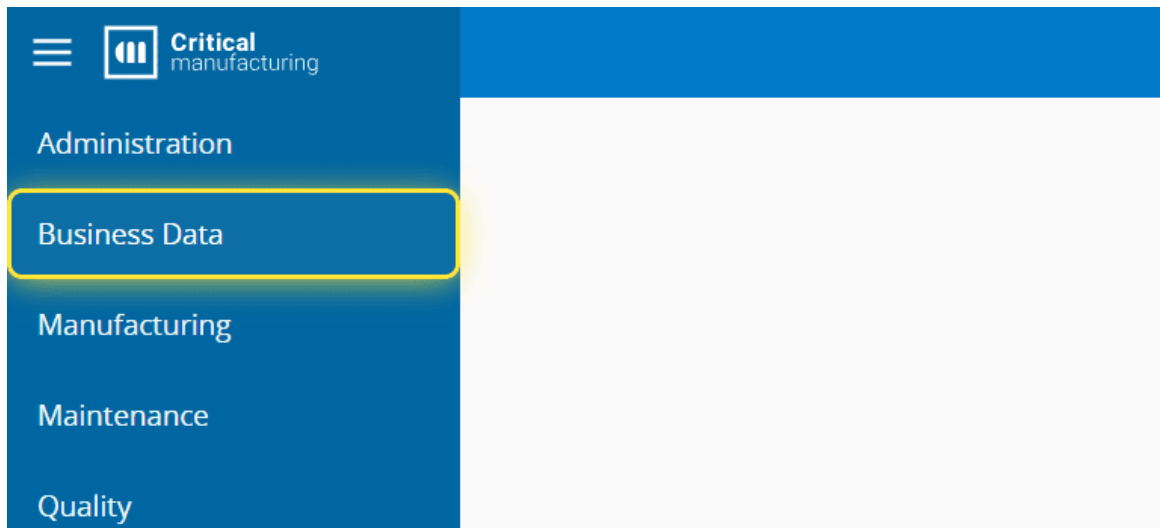 Critical
manufacturing
Administration
Business Data
Manufacturing
Maintenance
Quality